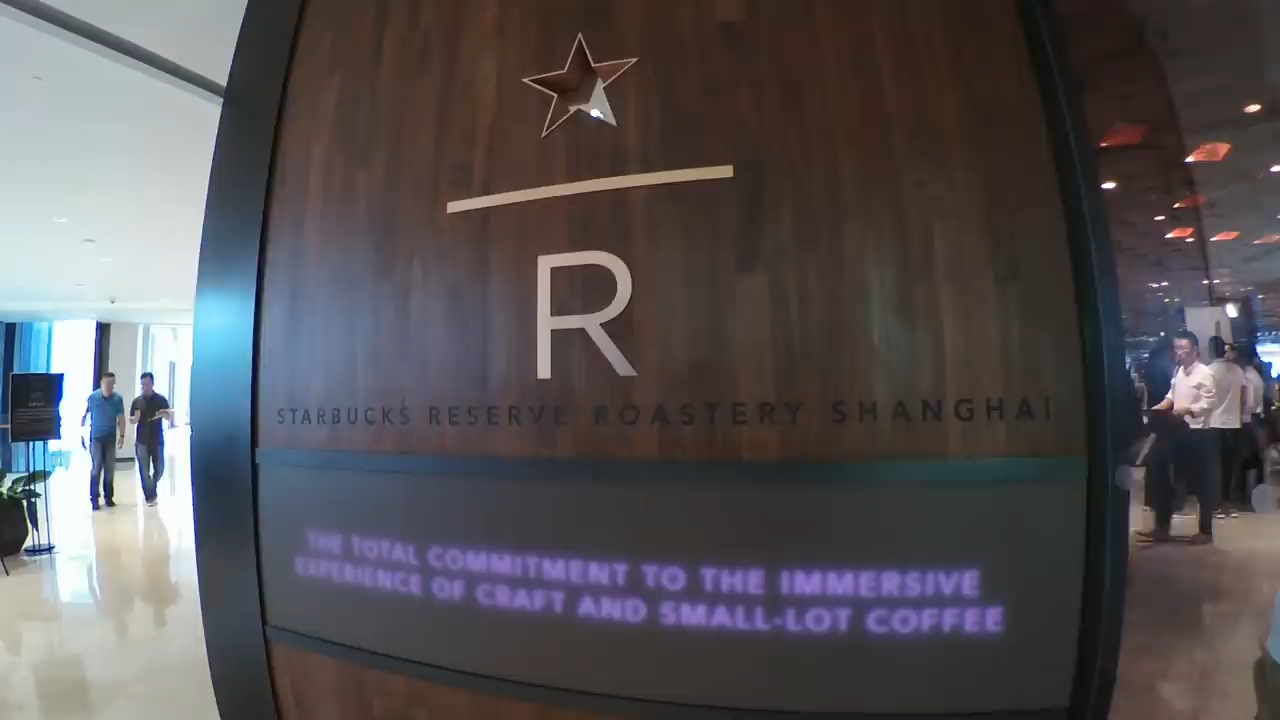 R
STARBUCKS RESERVE ROASTERY SHANGHAI
THE TOTAL COMMITMENT TO THE IMMERSIVE
EXPERIENCE OF CRAFT AND SMALL-LOT COFFEE